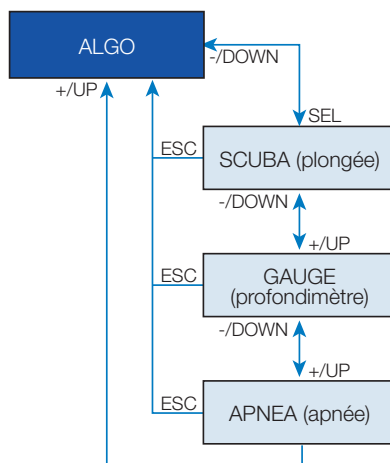 ALGO
-/DOWN
+/UP
SEL
ESC
SCUBA (plongée)
-/DOWN
+/UP
ESC
GAUGE
(profondimètre)
-/DOWN
+/UP
ESC
APNEA (apnée)